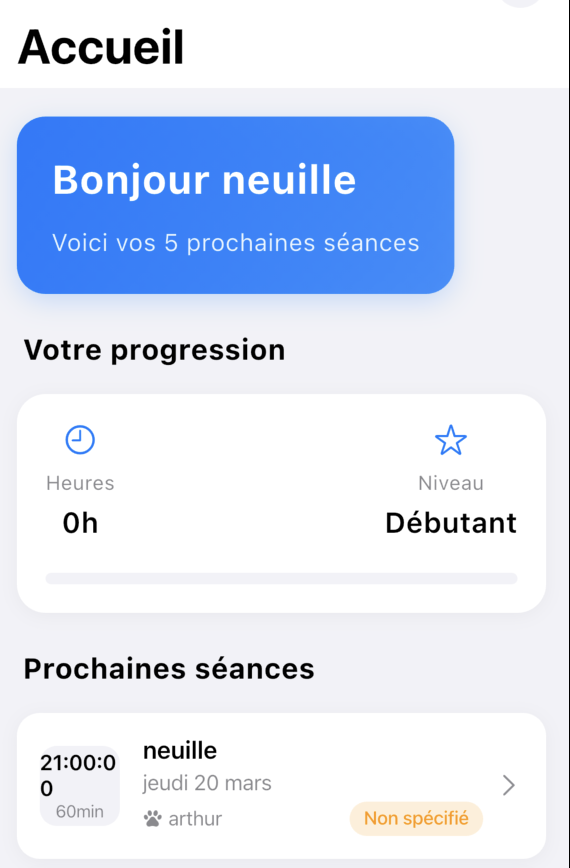 Accueil
Bonjour neuille
Voici vos 5 prochaines séances
Votre progression
Heures
Niveau
0h
Débutant
Prochaines séances
21:00:0
0
60min
neuille
jeudi 20 mars
arthur
Non spécifié